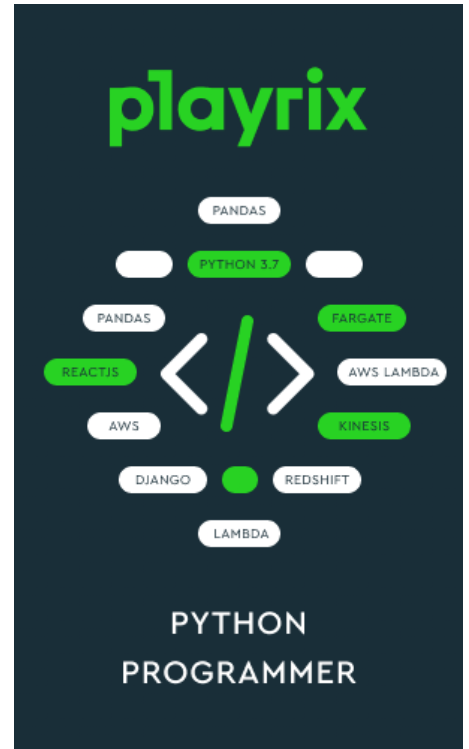 playrix
PANDAS
PYTHON 3.7
PANDAS
FARGATE
REACTJS
</>
AWS LAMBDA
AWS
KINESIS
DJANGO
REDSHIFT
LAMBDA
PYTHON
PROGRAMMER